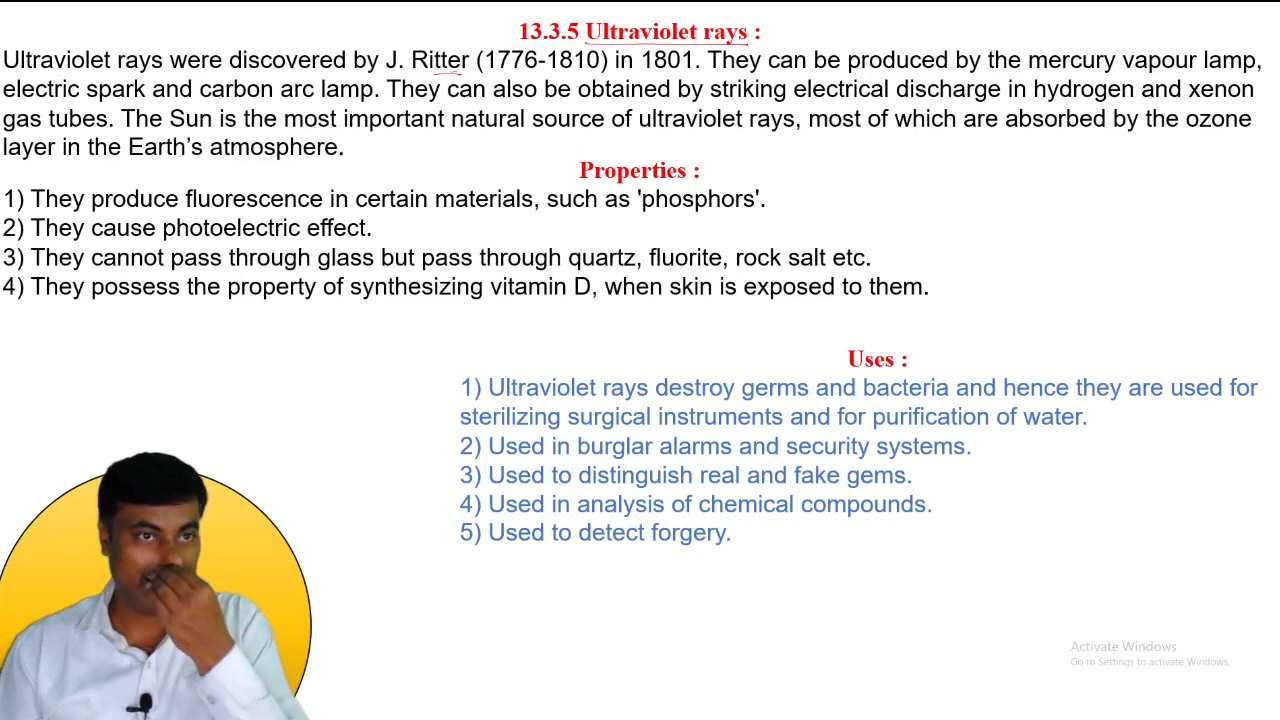 13.3.5 Ultraviolet rays :
Ultraviolet rays were discovered by J. Ritter (1776-1810) in 1801. They can be produced by the mercury vapour lamp,
electric spark and carbon arc lamp. They can also be obtained by striking electrical discharge in hydrogen and xenon
gas tubes. The Sun is the most important natural source of ultraviolet rays, most of which are absorbed by the ozone
layer in the Earth’s atmosphere.
Properties :
1) They produce fluorescence in certain materials, such as 'phosphors'.
2) They cause photoelectric effect.
3) They cannot pass through glass but pass through quartz, fluorite, rock salt etc.
4) They possess the property of synthesizing vitamin D, when skin is exposed to them.
Uses :
1) Ultraviolet rays destroy germs and bacteria and hence they are used for
sterilizing surgical instruments and for purification of water.
2) Used in burglar alarms and security systems.
3) Used to distinguish real and fake gems.
4) Used in analysis of chemical compounds.
5) Used to detect forgery.
Activate Windows
Go to Settings to activate Windows.